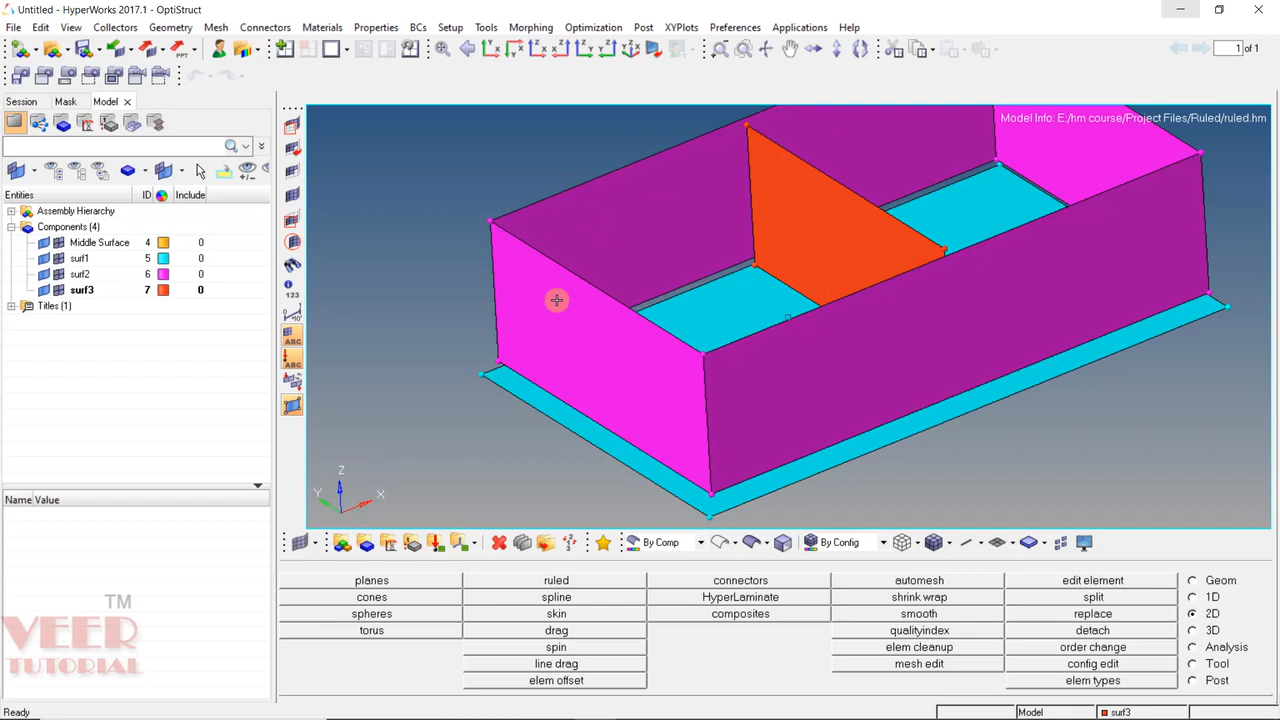 Untitled - HyperWorks 2017.1 - OptiStruct
File Edit View Collectors Geometry Mesh Connectors Materials Properties BCs Setup Tools Morphing Optimization Post XYPlots Preferences Applications Help
1 of 1
Session Mask Model
Model Info: E:/hm course/Project Files/Ruled/ruled.hm
Entities ID Include
Assembly Hierarchy
Components (4)
Middle Surface 4 0
surf1 5 0
surf2 6 0
surf3 7 0
Titles (1)
123
ABC
ABC
Name Value
Z
Y X
By Comp By Config
planes ruled connectors automesh edit element Geom
cones spline HyperLaminate shrink wrap split 1D
spheres skin composites smooth replace 2D
torus drag qualityindex detach 3D
spin elem cleanup order change Analysis
line drag mesh edit config edit Tool
elem offset elem types Post
TM
VEER
TUTORIAL
Ready Model surf3